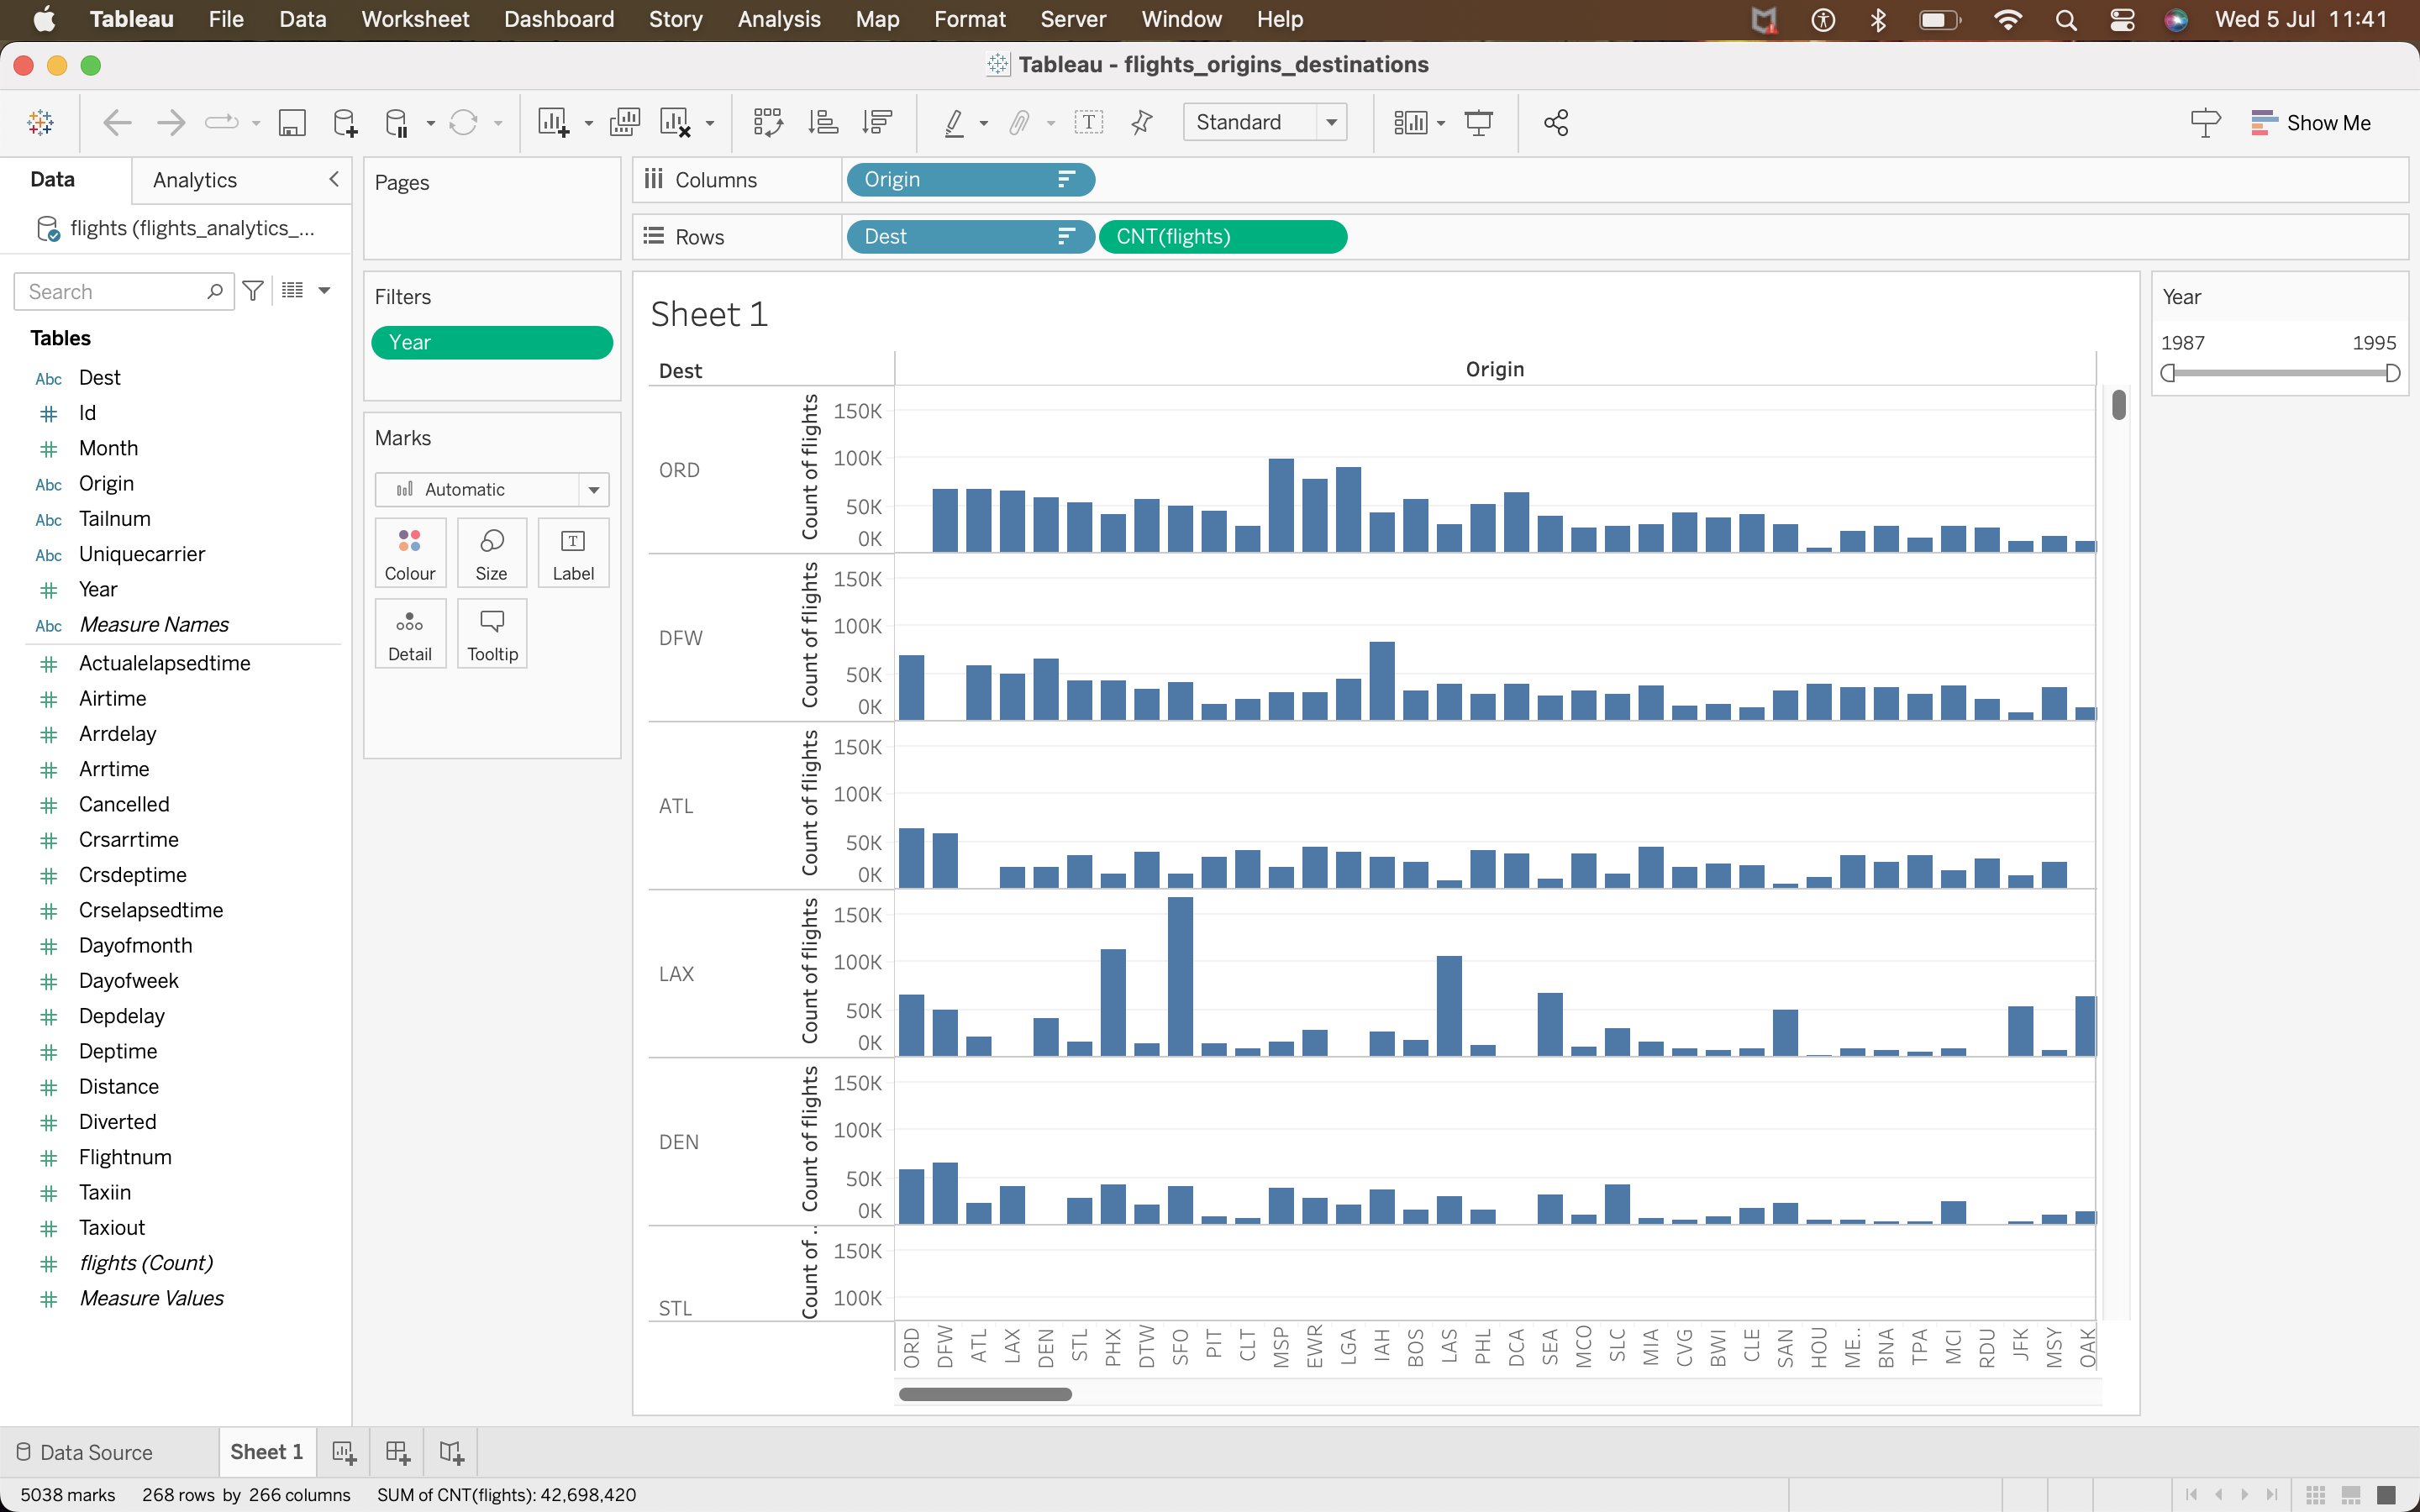 Tableau File Data Worksheet Dashboard Story Analysis Map Format Server Window Help Wed 5 Jul 11:41
Tableau - flights_origins_destinations
Standard
Show Me
Data Analytics
flights (flights_analytics_...
Search
Tables
Abc Dest
Id
Month
Abc Origin
Abc Tailnum
Abc Uniquecarrier
Year
Abc Measure Names
Actualelapsedtime
Airtime
Arrdelay
Arrtime
Cancelled
Crsarrtime
Crsdeptime
Crselapsedtime
Dayofmonth
Dayofweek
Depdelay
Deptime
Distance
Diverted
Flightnum
Taxiin
Taxiout
flights (Count)
Measure Values
Pages
Filters
Year
Marks
Automatic
Colour Size Label
Detail Tooltip
Columns Origin
Rows Dest CNT(flights)
Sheet 1
Dest Origin
ORD
Count of flights
150K
100K
50K
0K
DFW
Count of flights
150K
100K
50K
0K
ATL
Count of flights
150K
100K
50K
0K
LAX
Count of flights
150K
100K
50K
0K
DEN
Count of flights
150K
100K
50K
0K
STL
Count of ..
150K
100K
ORD DFW ATL LAX DEN STL PHX DTW SFO PIT CLT MSP EWR LGA IAH BOS LAS PHL DCA SEA MCO SLC MIA CVG BWI CLE SAN HOU ME.. BNA TPA MCI RDU JFK MSY OAK
Year
1987 1995
Data Source Sheet 1
5038 marks 268 rows by 266 columns SUM of CNT(flights): 42,698,420